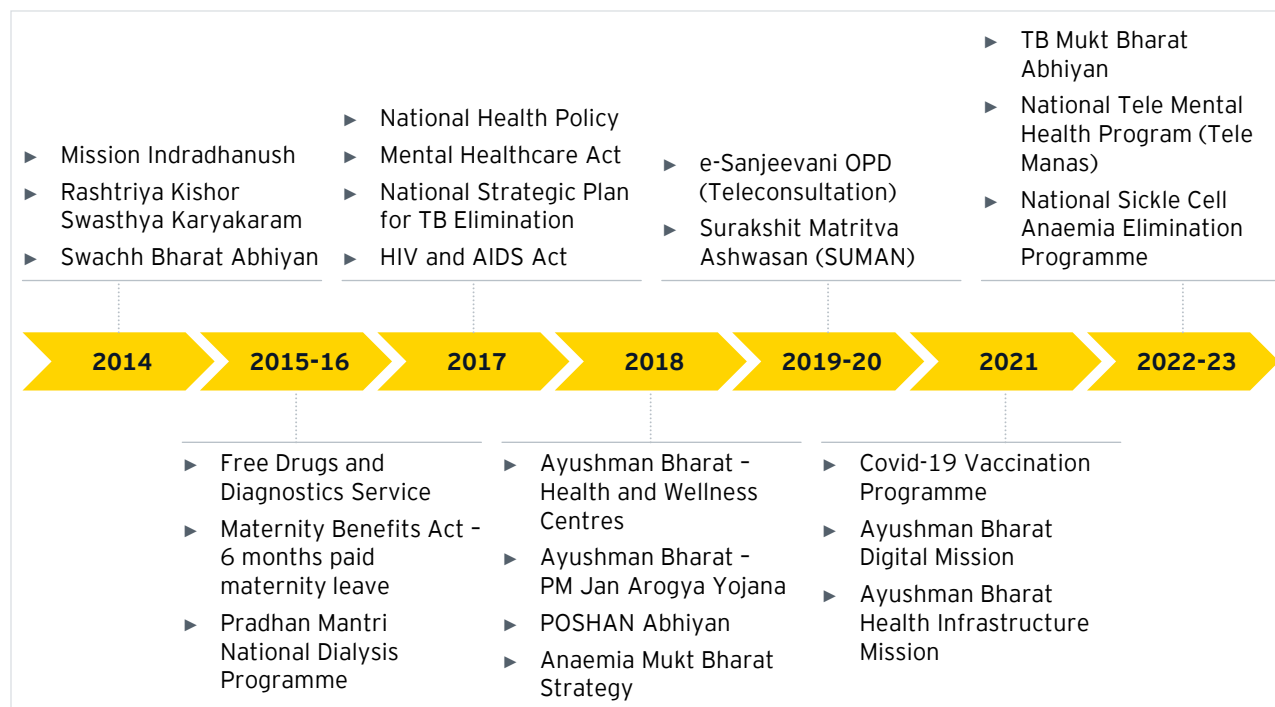 ► Mission Indradhanush
► Rashtriya Kishor
Swasthya Karyakaram
► Swachh Bharat Abhiyan
► National Health Policy
► Mental Healthcare Act
► National Strategic Plan
for TB Elimination
► HIV and AIDS Act
► e-Sanjeevani OPD
(Teleconsultation)
► Surakshit Matritva
Ashwasan (SUMAN)
► TB Mukt Bharat
Abhiyan
► National Tele Mental
Health Program (Tele
Manas)
► National Sickle Cell
Anaemia Elimination
Programme
2014
2015-16
2017
2018
2019-20
2021
2022-23
► Free Drugs and
Diagnostics Service
► Maternity Benefits Act –
6 months paid
maternity leave
► Pradhan Mantri
National Dialysis
Programme
► Ayushman Bharat –
Health and Wellness
Centres
► Ayushman Bharat –
PM Jan Arogya Yojana
► POSHAN Abhiyan
► Anaemia Mukt Bharat
Strategy
► Covid-19 Vaccination
Programme
► Ayushman Bharat
Digital Mission
► Ayushman Bharat
Health Infrastructure
Mission